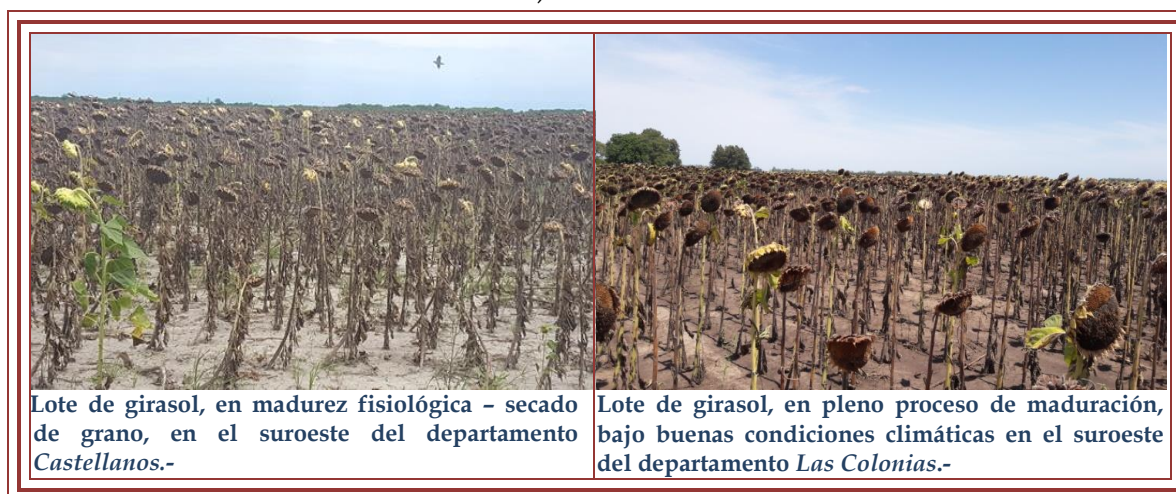 Lote de girasol, en madurez fisiológica – secado
de grano, en el suroeste del departamento
Castellanos.-
Lote de girasol, en pleno proceso de maduración,
bajo buenas condiciones climáticas en el suroeste
del departamento Las Colonias.-